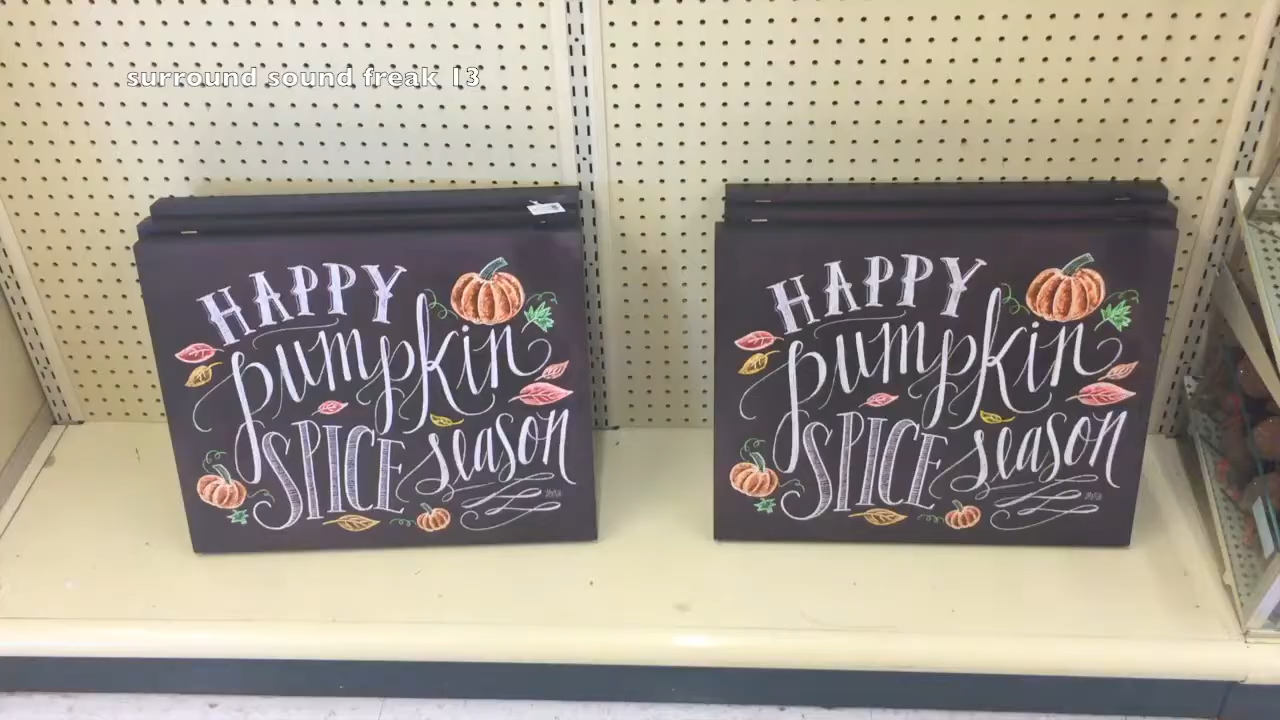 surround sound freak 13
HAPPY
pumpkin
SPICE season
HAPPY
pumpkin
SPICE season